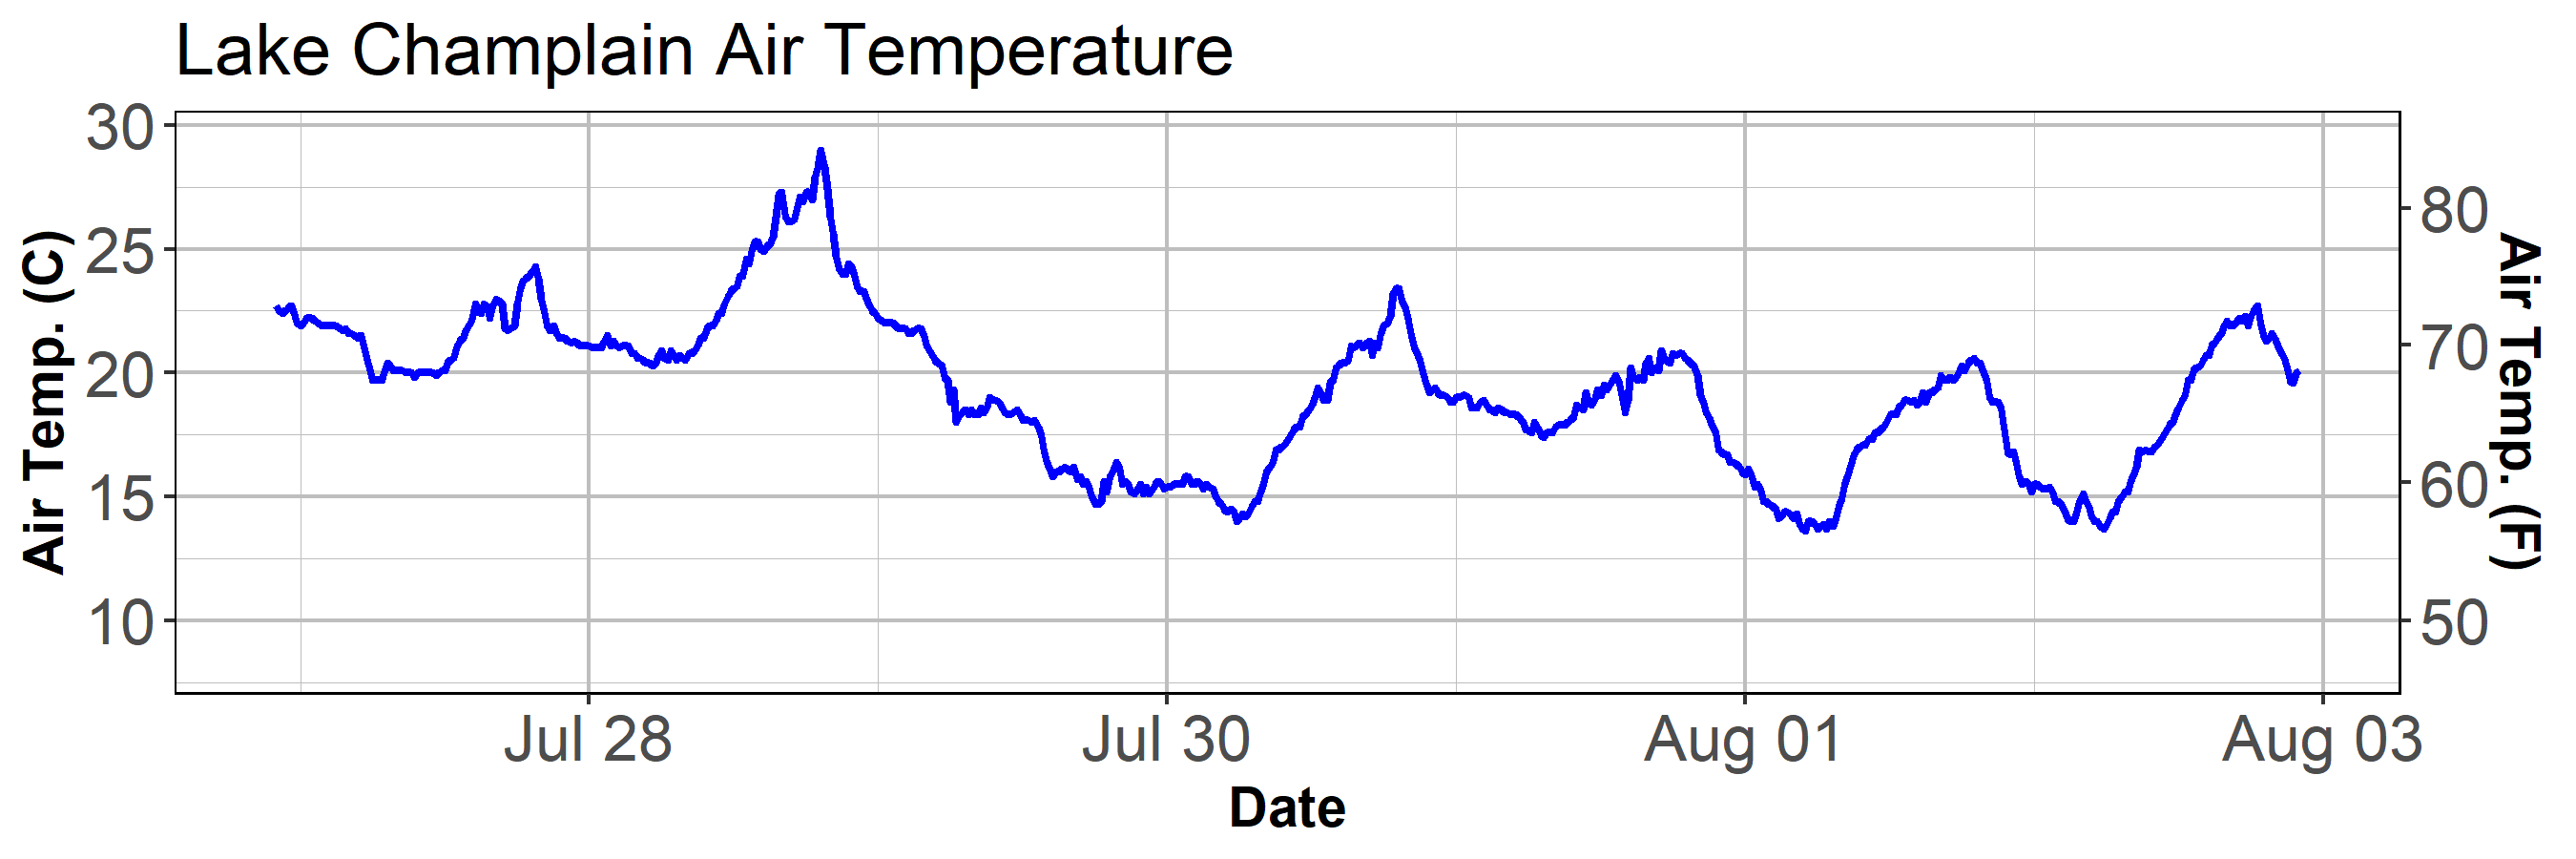 Lake Champlain Air Temperature
30
25
20
15
10
Air Temp. (C)
80
70
60
50
Air Temp. (F)
Jul 28 Jul 30 Aug 01 Aug 03
Date